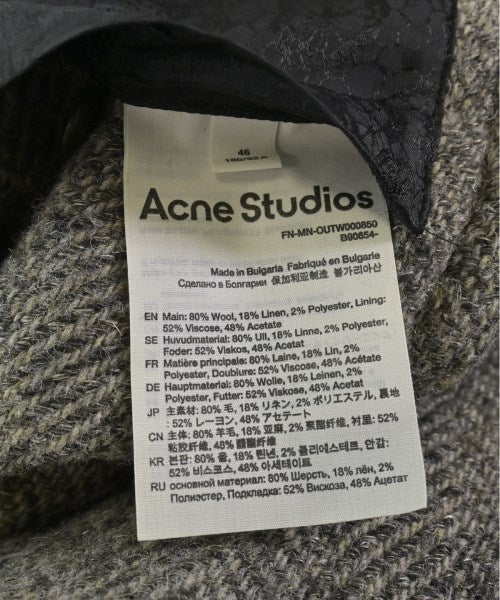 46
Acne Studios
FN-MN-OUTW000850
B90654-
Made in Bulgaria Fabriqué en Bulgarie
Сделано в Болгарии 保加利亚制造 불가리아산
EN Main: 80% Wool, 18% Linen, 2% Polyester, Lining:
52% Viscose, 48% Acetate
SE Huvudmaterial: 80% Ull, 18% Linne, 2% Polyester,
Foder: 52% Viskos, 48% Acetat
FR Matière principale: 80% Laine, 18% Lin, 2%
Polyester, Doublure: 52% Viscose, 48% Acétate
DE Hauptmaterial: 80% Wolle, 18% Leinen, 2%
Polyester, Futter: 52% Viskose, 48% Acetat
JP 主素材: 80% 毛, 18% リネン, 2% ポリエステル, 裏地
: 52% レーヨン, 48% アセテート
CN 主体: 80% 羊毛, 18% 亚麻, 2% 聚酯纤维, 衬里: 52%
粘胶纤维, 48% 醋酯纤维
KR 본판: 80% 울, 18% 린넨, 2% 폴리에스테르, 안감:
52% 비스코스, 48% 아세테이트
RU основной материал: 80% Шерсть, 18% лён, 2%
Полиэстер, Подкладка: 52% Вискоза, 48% Ацетат